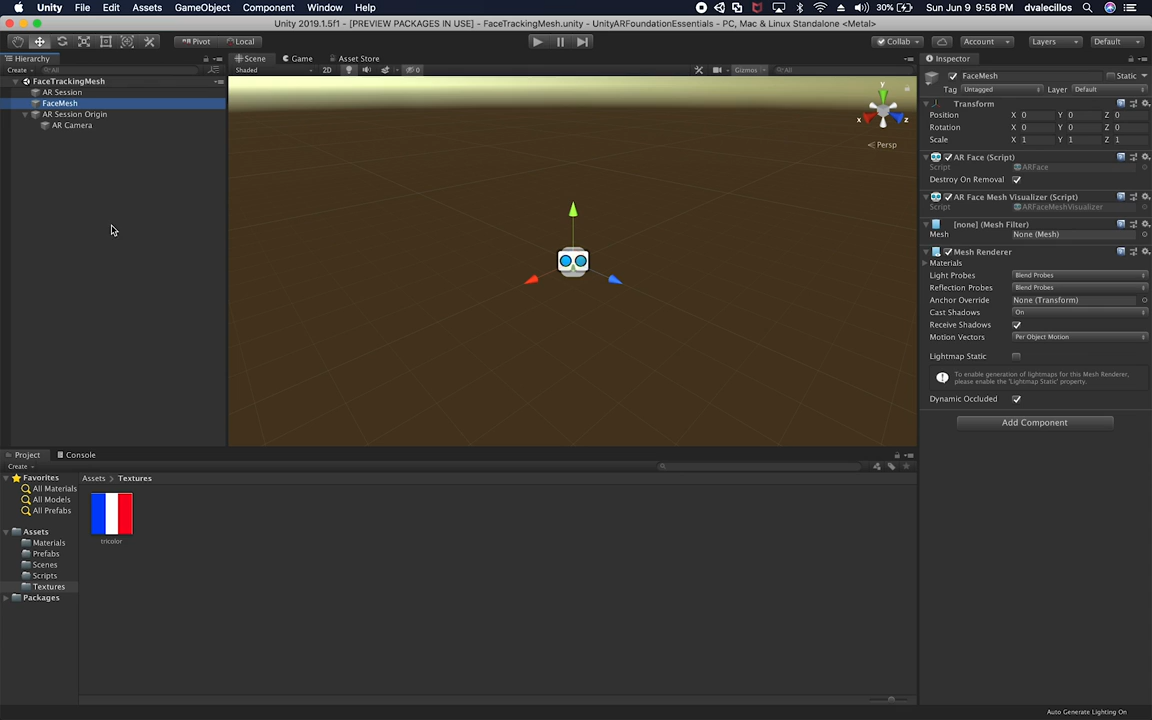 Unity File Edit Assets GameObject Component Window Help 30% Sun Jun 9 9:58 PM dvalecillos
Unity 2019.1.5f1 - [PREVIEW PACKAGES IN USE] - FaceTrackingMesh.unity - UnityARFoundationEssentials - PC, Mac & Linux Standalone <Metal>
Pivot Local Collab Account Layers Default
Hierarchy Scene Game Asset Store Inspector
Create All Shaded 2D 0 Gizmos All
FaceTrackingMesh
AR Session
FaceMesh
AR Session Origin
AR Camera
y
x z
Persp
FaceMesh Static
Tag Untagged Layer Default
Transform
Position X 0 Y 0 Z 0
Rotation X 0 Y 0 Z 0
Scale X 1 Y 1 Z 1
AR Face (Script)
Script ARFace
Destroy On Removal
AR Face Mesh Visualizer (Script)
Script ARFaceMeshVisualizer
[none] (Mesh Filter)
Mesh None (Mesh)
Mesh Renderer
Materials
Light Probes Blend Probes
Reflection Probes Blend Probes
Anchor Override None (Transform)
Cast Shadows On
Receive Shadows
Motion Vectors Per Object Motion
Lightmap Static
To enable generation of lightmaps for this Mesh Renderer,
please enable the 'Lightmap Static' property.
Dynamic Occluded
Add Component
Project Console
Create
Favorites
All Materials
All Models
All Prefabs
Assets
Materials
Prefabs
Scenes
Scripts
Textures
Packages
Assets > Textures
tricolor
Auto Generate Lighting On